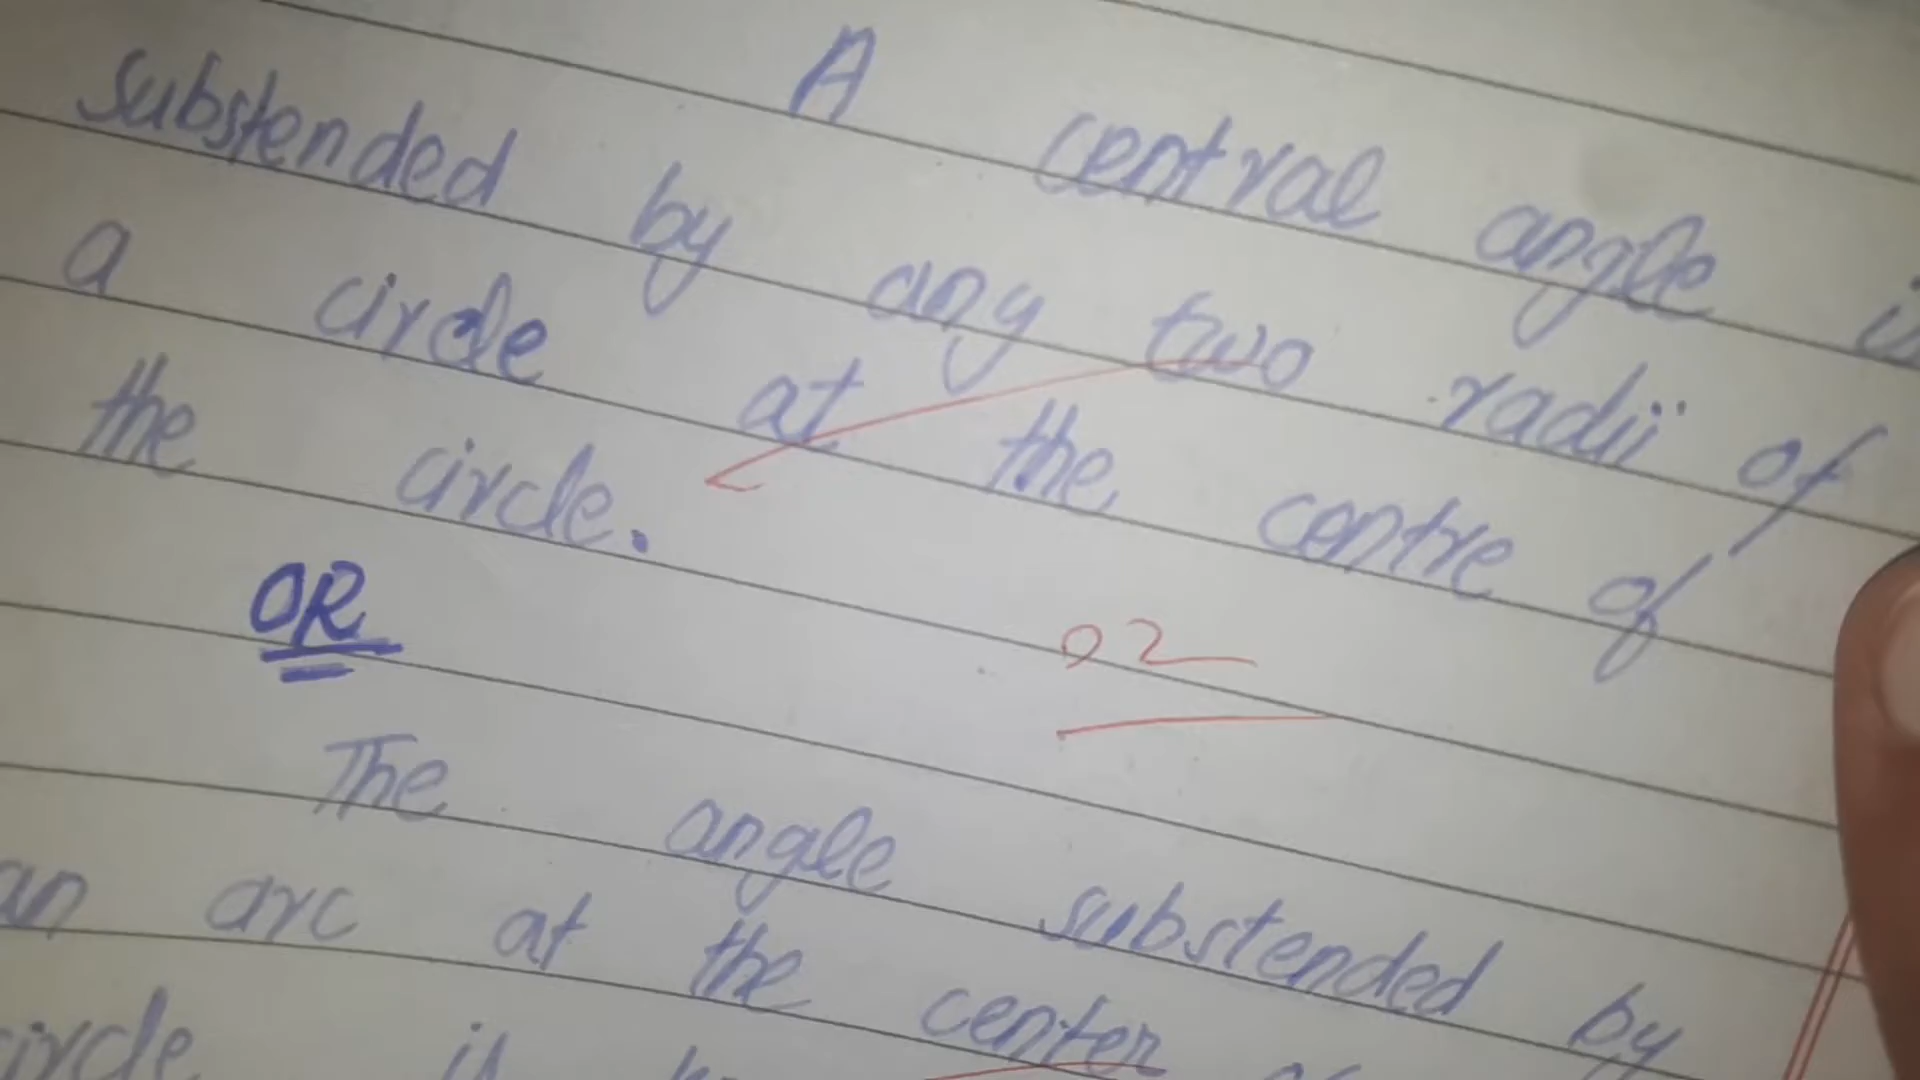 A central angle is
substended by any two radii of
a circle at the centre of
the circle.
02
OR
The angle substended by
an arc at the center
circle is